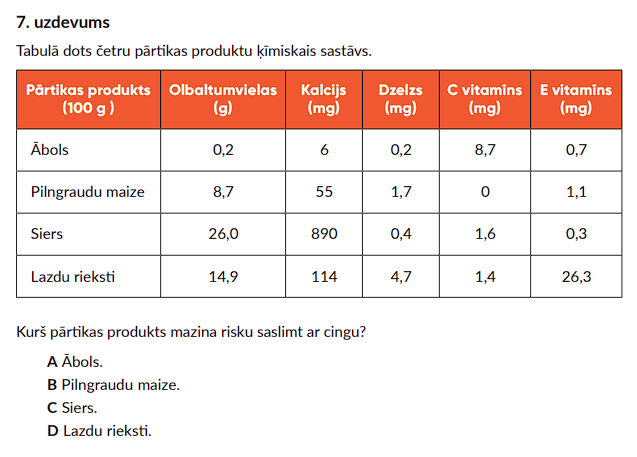 7. uzdevums
Tabulā dots četru pārtikas produktu ķīmiskais sastāvs.
Pārtikas produkts (100 g ) Olbaltumvielas (g) Kalcijs (mg) Dzelzs (mg) C vitamīns (mg) E vitamīns (mg)
Ābols 0,2 6 0,2 8,7 0,7
Pilngraudu maize 8,7 55 1,7 0 1,1
Siers 26,0 890 0,4 1,6 0,3
Lazdu rieksti 14,9 114 4,7 1,4 26,3
Kurš pārtikas produkts mazina risku saslimt ar cingu?
A Ābols.
B Pilngraudu maize.
C Siers.
D Lazdu rieksti.